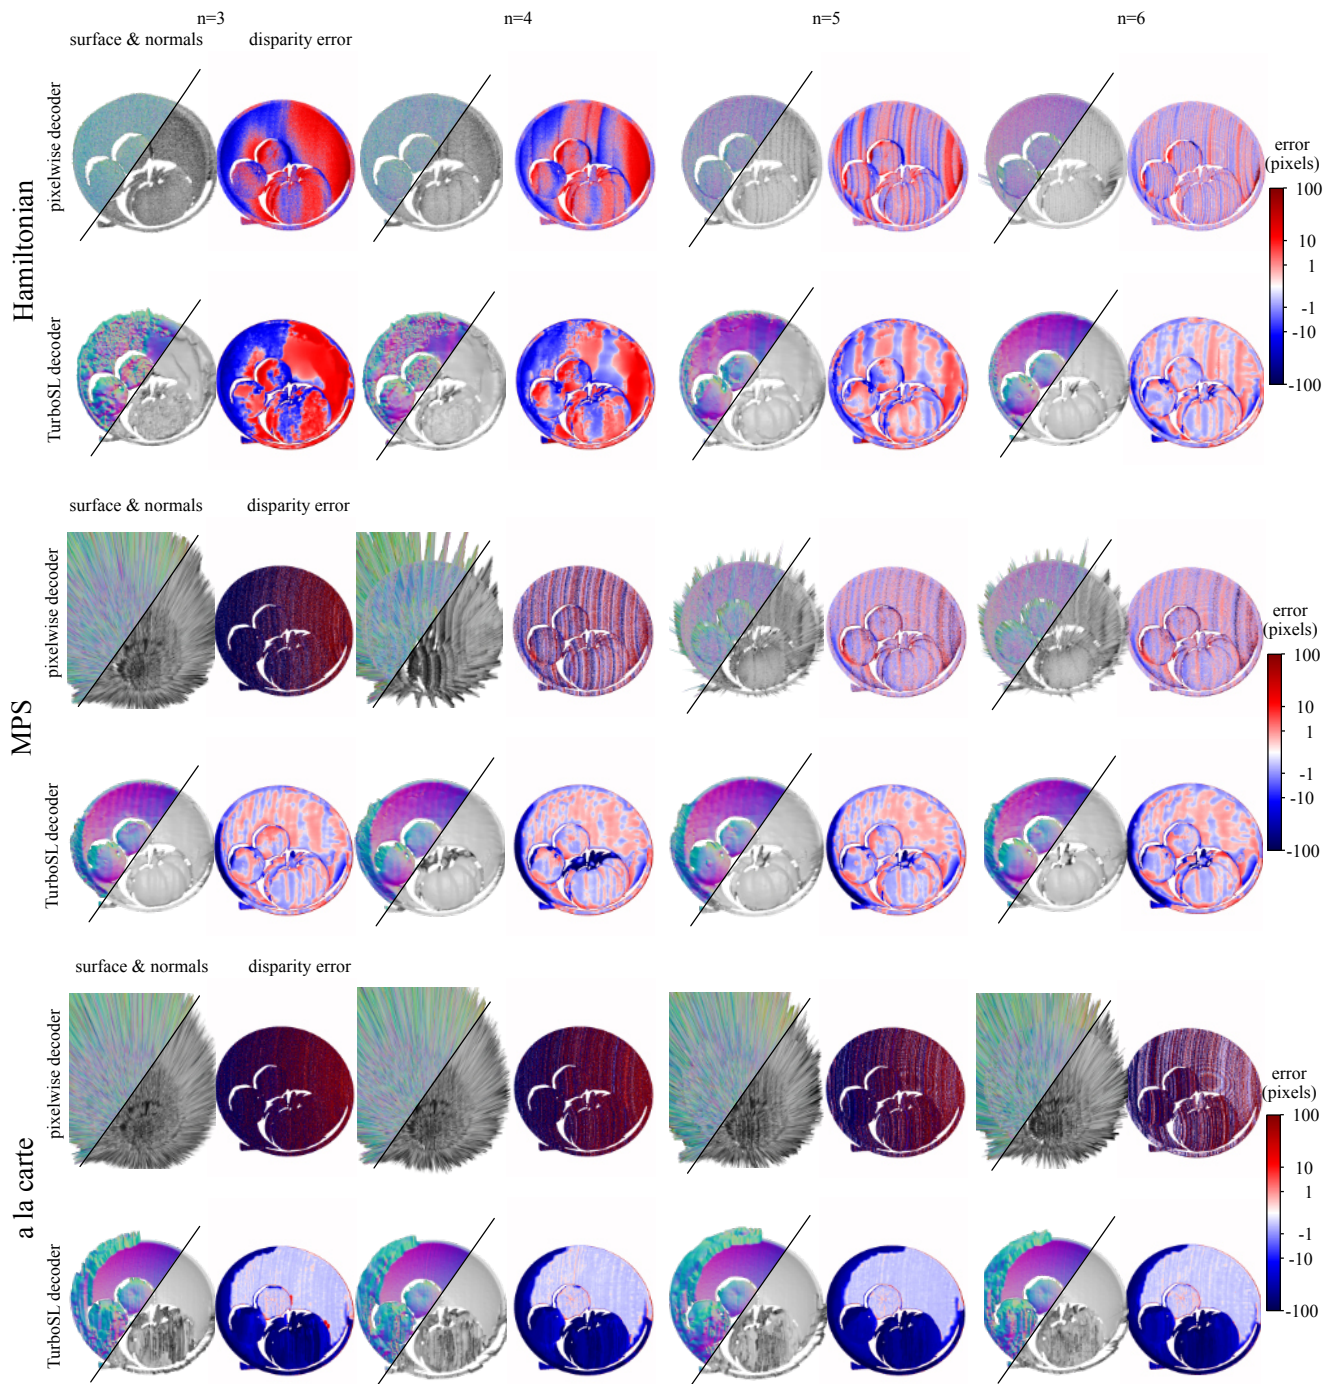 n=3 n=4 n=5 n=6
surface & normals disparity error
Hamiltonian
pixelwise decoder
error
(pixels)
100
10
1
-1
-10
-100
TurboSL decoder
surface & normals disparity error
MPS
pixelwise decoder
error
(pixels)
100
10
1
-1
-10
-100
TurboSL decoder
surface & normals disparity error
a la carte
pixelwise decoder
error
(pixels)
100
10
1
-1
-10
-100
TurboSL decoder